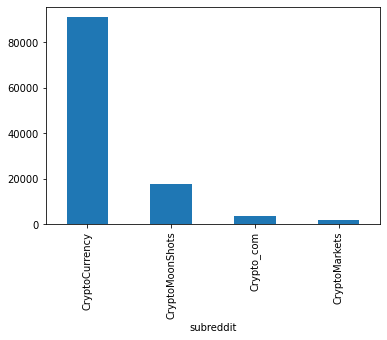 80000
60000
40000
20000
0
CryptoCurrency
CryptoMoonShots
Crypto_com
CryptoMarkets
subreddit